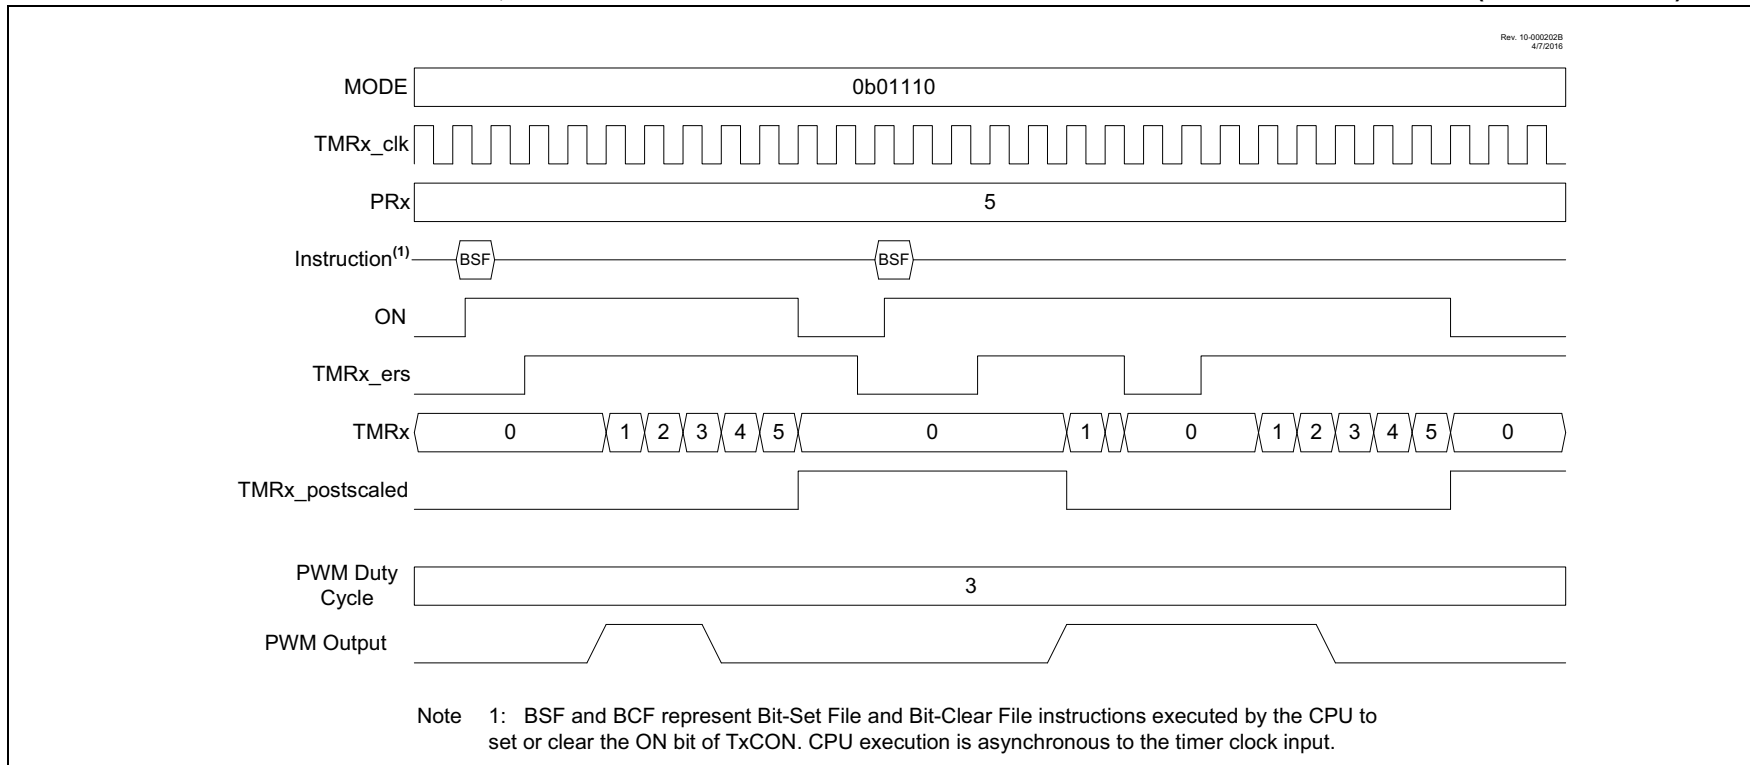 Rev. 10-000202B
4/7/2016
MODE 0b01110
TMRx_clk
PRx 5
Instruction(1) BSF BSF
ON
TMRx_ers
TMRx 0 1 2 3 4 5 0 1 0 1 2 3 4 5 0
TMRx_postscaled
PWM Duty
Cycle 3
PWM Output
Note 1: BSF and BCF represent Bit-Set File and Bit-Clear File instructions executed by the CPU to
set or clear the ON bit of TxCON. CPU execution is asynchronous to the timer clock input.